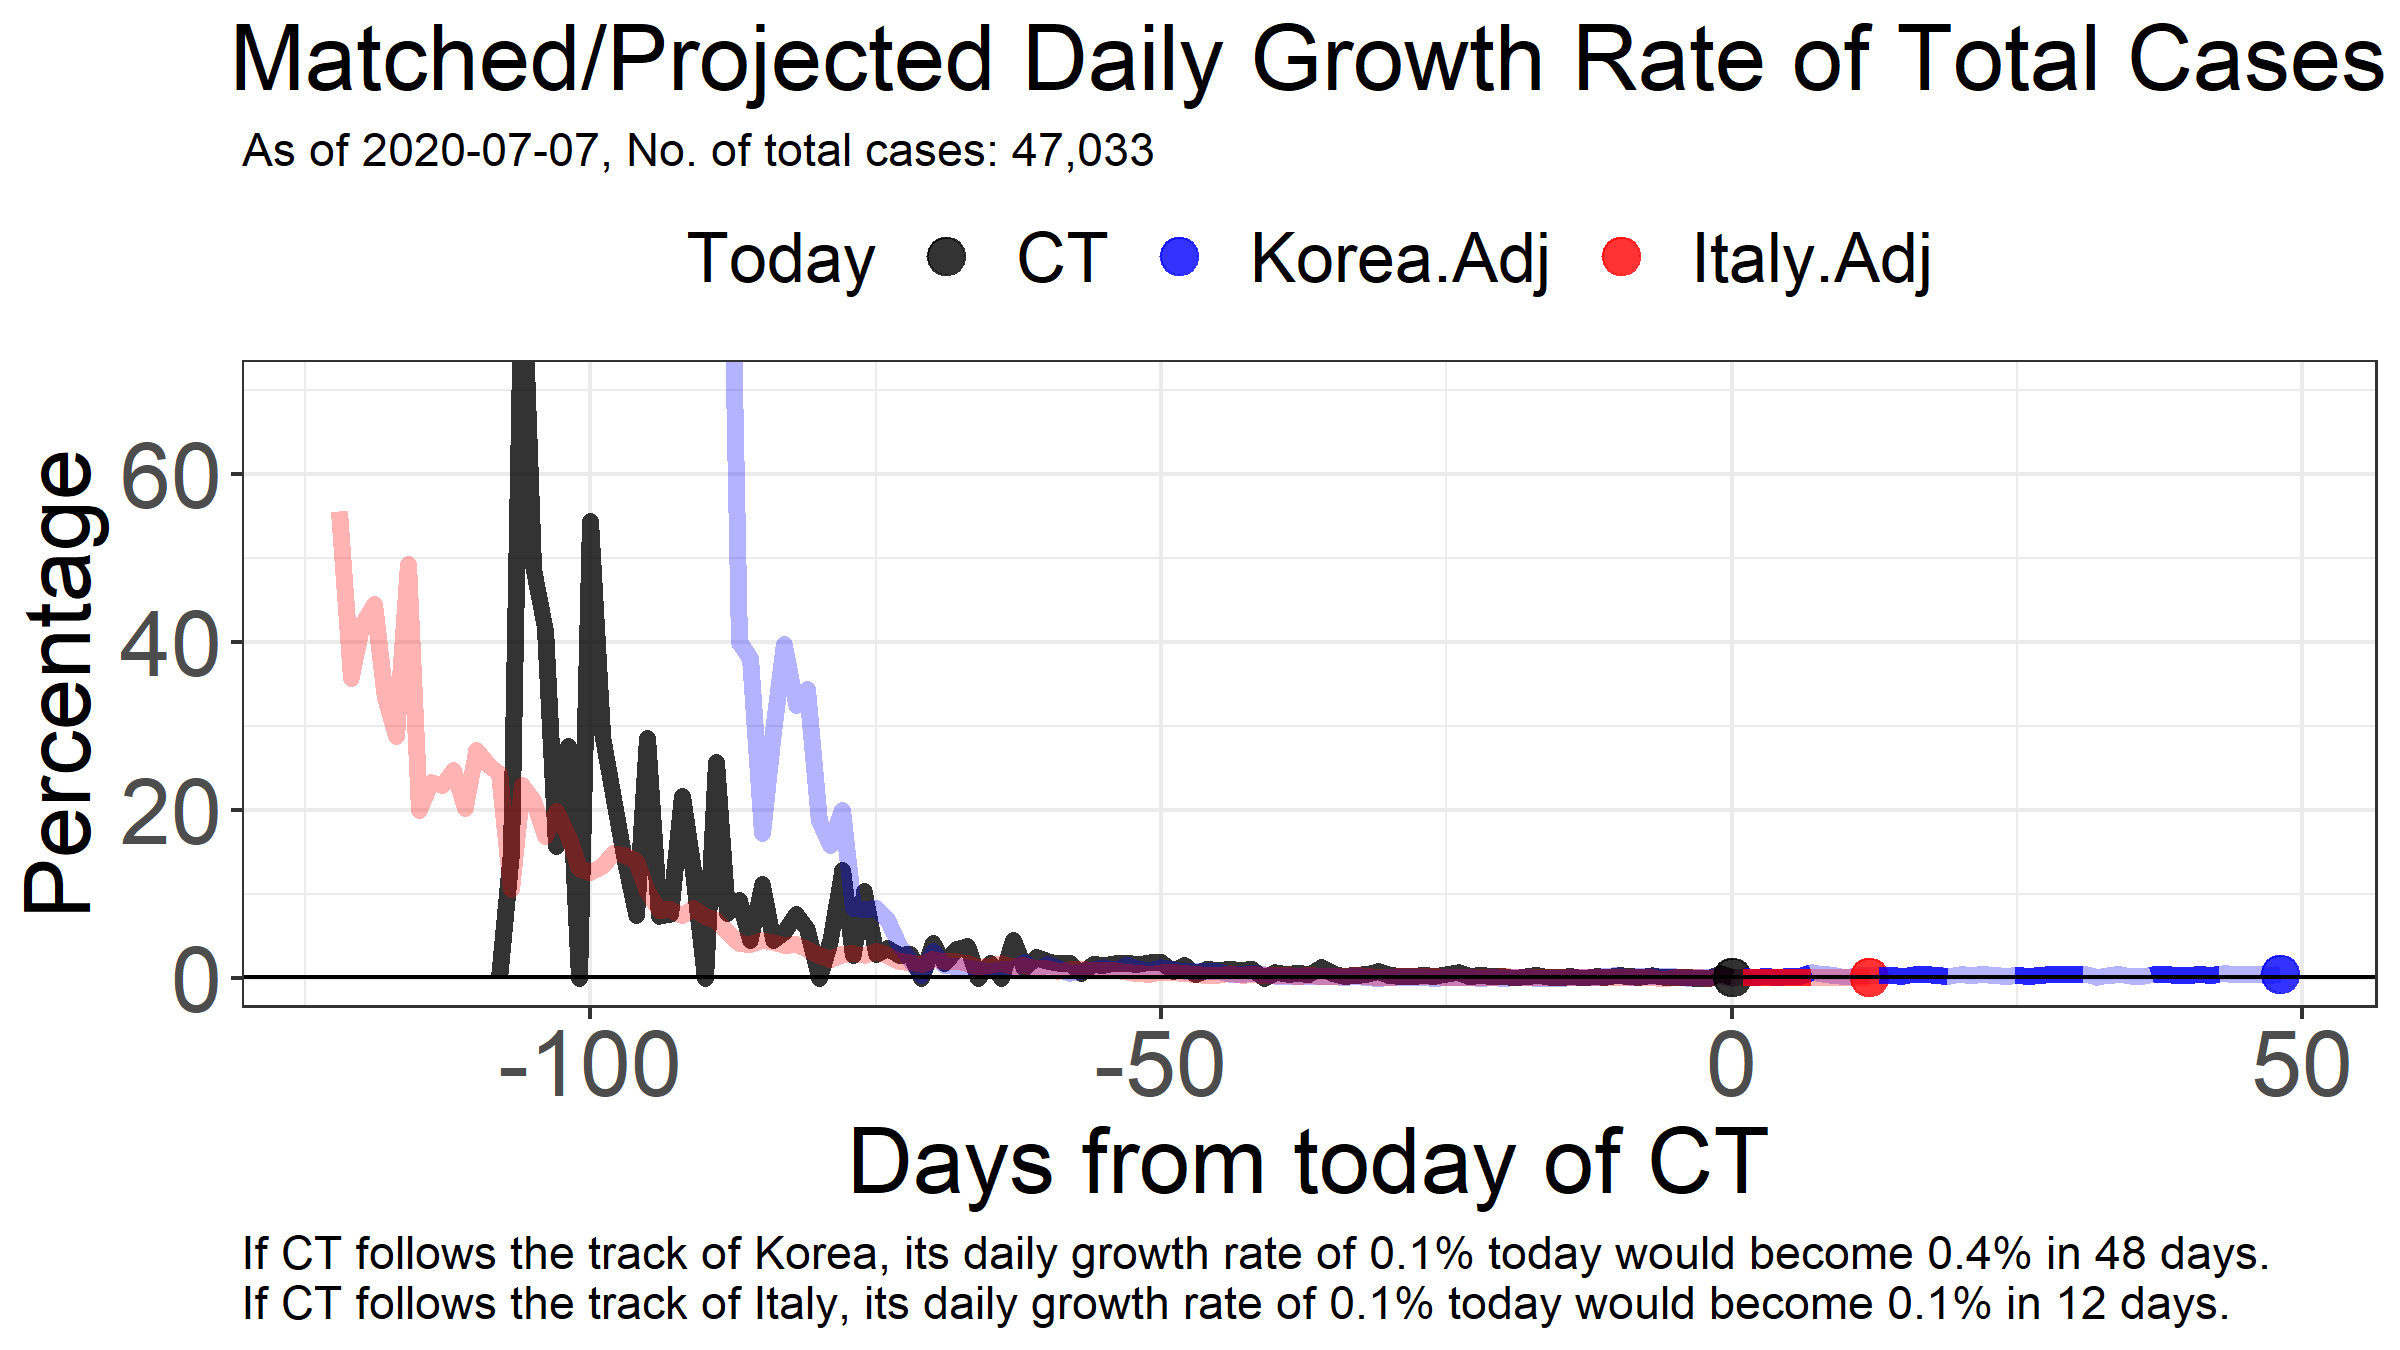 Matched/Projected Daily Growth Rate of Total Cases
As of 2020-07-07, No. of total cases: 47,033
Today CT Korea.Adj Italy.Adj
Percentage
60
40
20
0
-100 -50 0 50
Days from today of CT
If CT follows the track of Korea, its daily growth rate of 0.1% today would become 0.4% in 48 days.
If CT follows the track of Italy, its daily growth rate of 0.1% today would become 0.1% in 12 days.